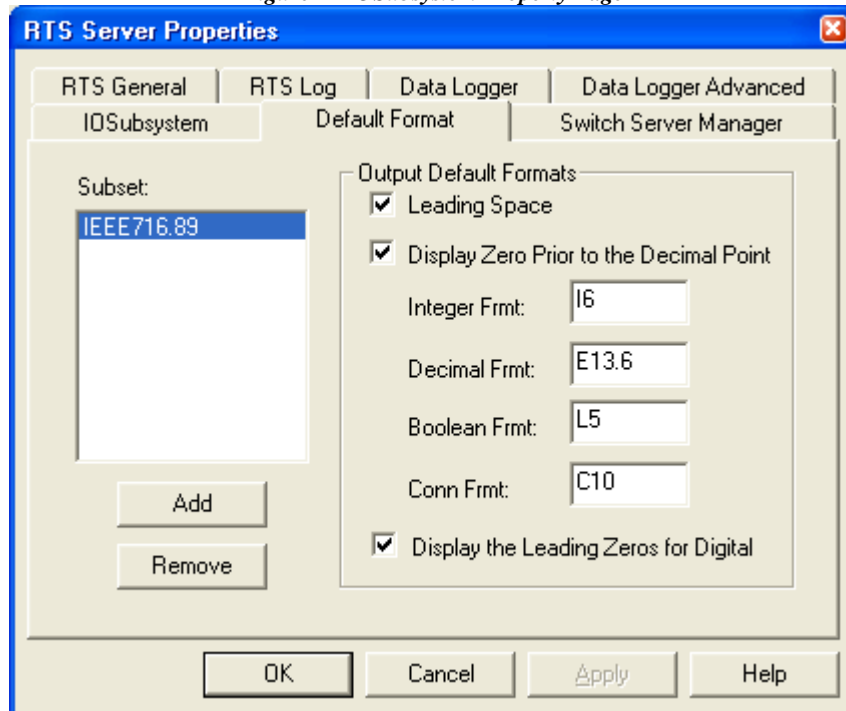 RTS Server Properties
RTS General RTS Log Data Logger Data Logger Advanced
IOSubsystem Default Format Switch Server Manager
Subset:
IEEE716.89
Add
Remove
Output Default Formats
Leading Space
Display Zero Prior to the Decimal Point
Integer Frmt: I6
Decimal Frmt: E13.6
Boolean Frmt: L5
Conn Frmt: C10
Display the Leading Zeros for Digital
OK Cancel Apply Help